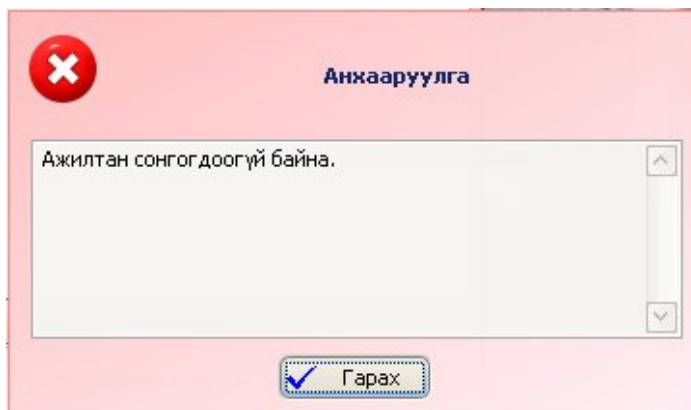 Анхааруулга
Ажилтан сонгогдоогүй байна.
Гарах